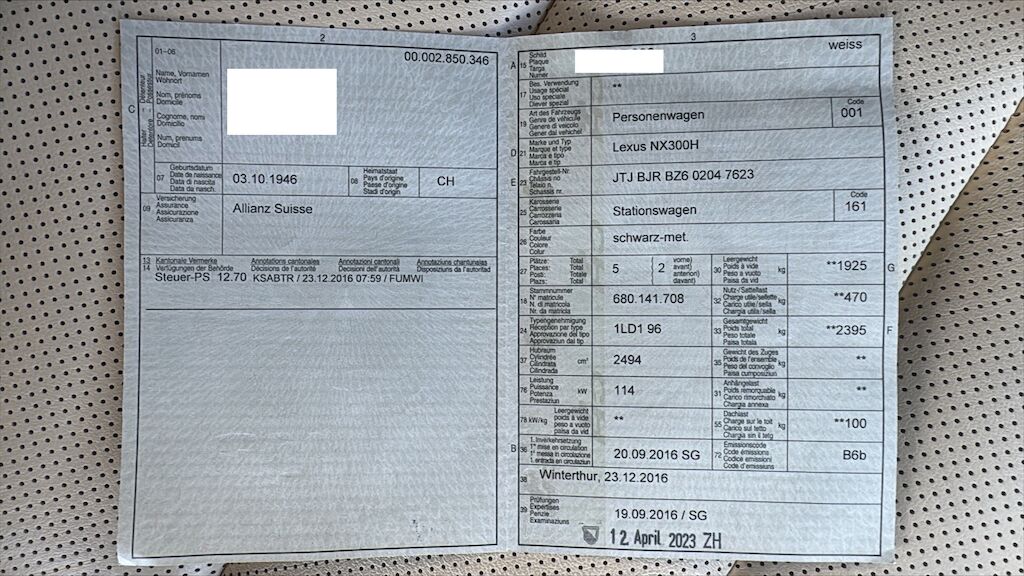 2
01-06
00.002.850.346
C
Halter – Détenteur
Détentore – Possessur
Name, Vornamen
Wohnort
Nom, prénoms
Domicile
Cognome, nomi
Domicilio
Num, prenums
Domicil
07
Geburtsdatum
Date de naissance
Data di nascita
Data da nasch.
03.10.1946
08
Heimatstaat
Pays d'origine
Paese d'origine
Stadi d'origin
CH
09
Versicherung
Assurance
Assicurazione
Assicuranza
Allianz Suisse
13 Kantonale Vermerke Annotations cantonales Annotazioni cantonali Annotaziuns chantunalas
14 Verfügungen der Behörde Décisions de l'autorité Decisioni dell'autorità Disposiziuns da l'autoritad
Steuer-PS 12.70 KSABTR / 23.12.2016 07:59 / FUMWI
3
A 15
Schild
Plaque
Targa
Numer
weiss
17
Bes. Verwendung
Usage spécial
Uso speciale
Diever spezial
**
19
Art des Fahrzeugs
Genre de véhicule
Genere di veicolo
Gener dal vehichel
Personenwagen
Code
001
D 21
Marke und Typ
Marque et type
Marca e tipo
Marca e tip
Lexus NX300H
E 23
Fahrgestell-Nr.
Châssis no
Telaio n.
Schassis nr.
JTJ BJR BZ6 0204 7623
25
Karosserie
Carrosserie
Carrozzeria
Carossaria
Stationswagen
Code
161
26
Farbe
Couleur
Colore
Colur
schwarz-met.
27
Plätze: Total
Places: Total
Posti: Totale
Plazs: Total
5
2
vorne)
avant)
anteriori)
davant)
30
Leergewicht
Poids à vide
Peso a vuoto
Paisa da vid
kg
**1925
G
18
Stammnummer
N° matricule
N. di matricola
Nr. da matricla
680.141.708
32
Nutz-/Sattellast
Charge utile/sellette
Carico utile/sella
Chargia utila/sella
kg
**470
24
Typengenehmigung
Réception par type
Approvazione del tipo
Approvaziun dal tip
1LD1 96
33
Gesamtgewicht
Poids total
Peso totale
Paisa totala
kg
**2395
F
37
Hubraum
Cylindrée
Cilindrata
Cilindrada
cm³
2494
35
Gewicht des Zuges
Poids de l'ensemble
Peso del convoglio
Paisa cumposiziun
kg
**
76
Leistung
Puissance
Potenza
Prestaziun
kW
114
31
Anhängelast
Poids remorquable
Carico rimorchiato
Chargia annexa
kg
**
78 kW/kg
Leergewicht
poids à vide
peso a vuoto
paisa da vid
**
55
Dachlast
Charge sur le toit
Carico sul tetto
Chargia sin il tetg
kg
**100
B 36
1. Inverkehrsetzung
1re mise en circulation
1a messa in circolazione
1. entrada en circulaziun
20.09.2016 SG
72
Emissionscode
Code émissions
Codice emissioni
Code d'emissiuns
B6b
38
Winterthur, 23.12.2016
39
Prüfungen
Expertises
Perizie
Examinaziuns
19.09.2016 / SG
12. April 2023 ZH